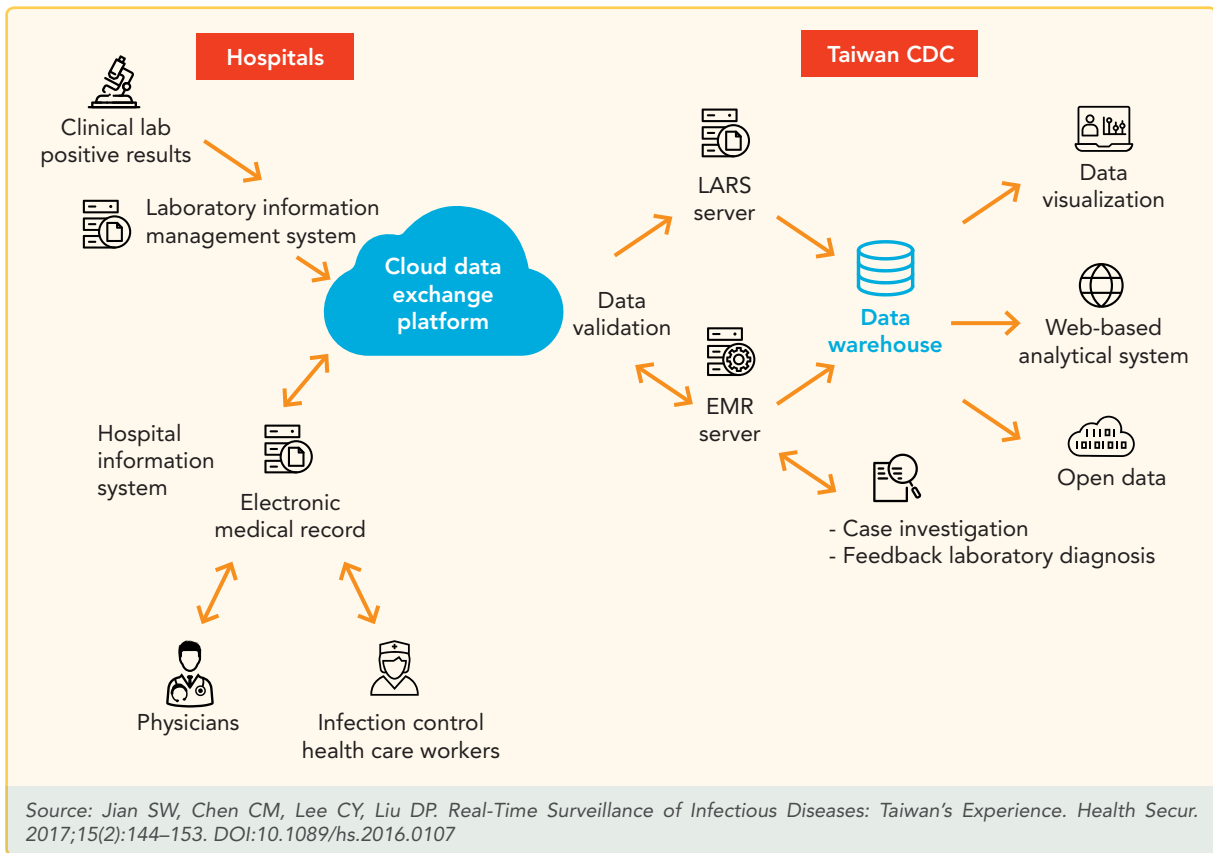 Hospitals
Taiwan CDC
Clinical lab
positive results
Laboratory information
management system
Cloud data
exchange
platform
Hospital
information
system
Electronic
medical record
Physicians
Infection control
health care workers
Data
validation
LARS
server
EMR
server
Data
warehouse
- Case investigation
- Feedback laboratory diagnosis
Data
visualization
Web-based
analytical system
11101
10101010
Open data
Source: Jian SW, Chen CM, Lee CY, Liu DP. Real-Time Surveillance of Infectious Diseases: Taiwan’s Experience. Health Secur.
2017;15(2):144–153. DOI:10.1089/hs.2016.0107